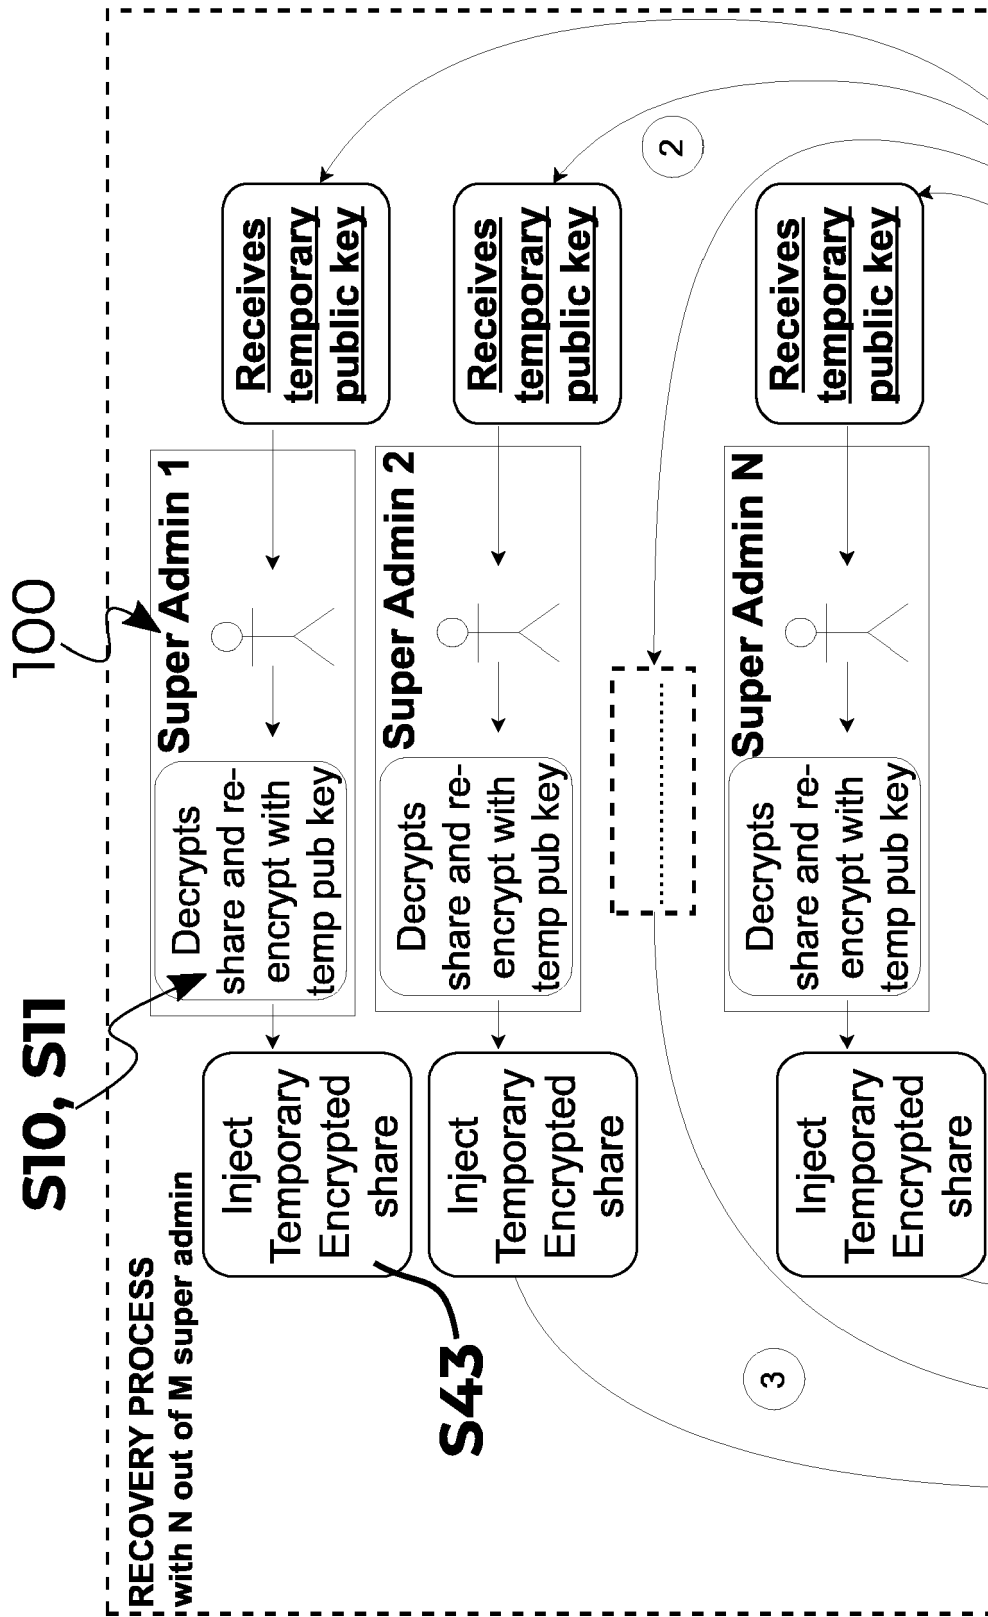 100
S10, S11
RECOVERY PROCESS
with N out of M super admin
Inject
Temporary
Encrypted
share
Decrypts
share and re-
encrypt with
temp pub key
Super Admin 1
Receives
temporary
public key
S43
Inject
Temporary
Encrypted
share
Decrypts
share and re-
encrypt with
temp pub key
Super Admin 2
Receives
temporary
public key
3
2
Inject
Temporary
Encrypted
share
Decrypts
share and re-
encrypt with
temp pub key
Super Admin N
Receives
temporary
public key